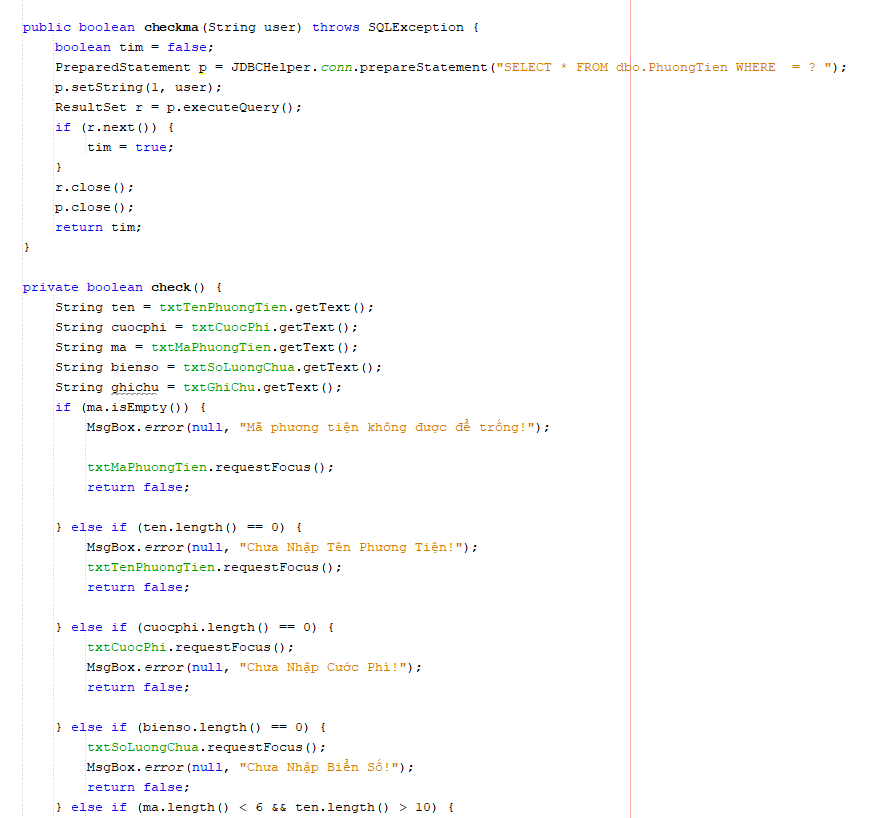 public boolean checkma(String user) throws SQLException {
boolean tim = false;
PreparedStatement p = JDBCHelper.conn.prepareStatement("SELECT * FROM dbo.PhuongTien WHERE  = ? ");
p.setString(1, user);
ResultSet r = p.executeQuery();
if (r.next()) {
tim = true;
}
r.close();
p.close();
return tim;
}
private boolean check() {
String ten = txtTenPhuongTien.getText();
String cuocphi = txtCuocPhi.getText();
String ma = txtMaPhuongTien.getText();
String bienso = txtSoLuongChua.getText();
String ghichu = txtGhiChu.getText();
if (ma.isEmpty()) {
MsgBox.error(null, "Mã phương tiện không được để trống!");
txtMaPhuongTien.requestFocus();
return false;
} else if (ten.length() == 0) {
MsgBox.error(null, "Chưa Nhập Tên Phương Tiện!");
txtTenPhuongTien.requestFocus();
return false;
} else if (cuocphi.length() == 0) {
txtCuocPhi.requestFocus();
MsgBox.error(null, "Chưa Nhập Cước Phí!");
return false;
} else if (bienso.length() == 0) {
txtSoLuongChua.requestFocus();
MsgBox.error(null, "Chưa Nhập Biển Số!");
return false;
} else if (ma.length() < 6 && ten.length() > 10) {